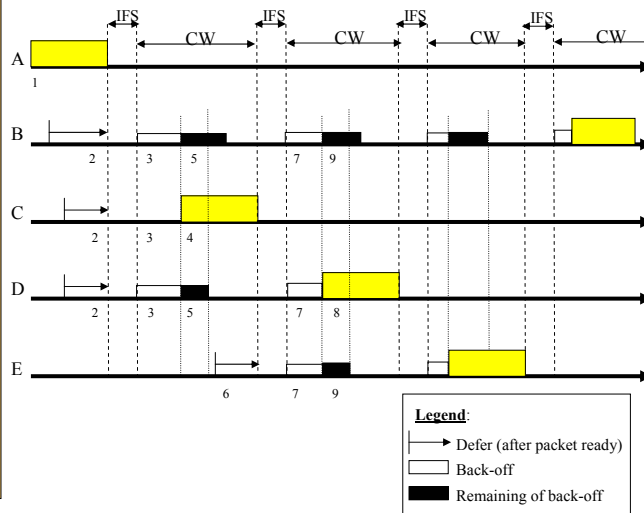 IFS IFS IFS IFS
CW CW CW CW
A
1
B
2 3 5 7 9
C
2 3 4
D
2 3 5 7 8
E
6 7 9
Legend:
Defer (after packet ready)
Back-off
Remaining of back-off